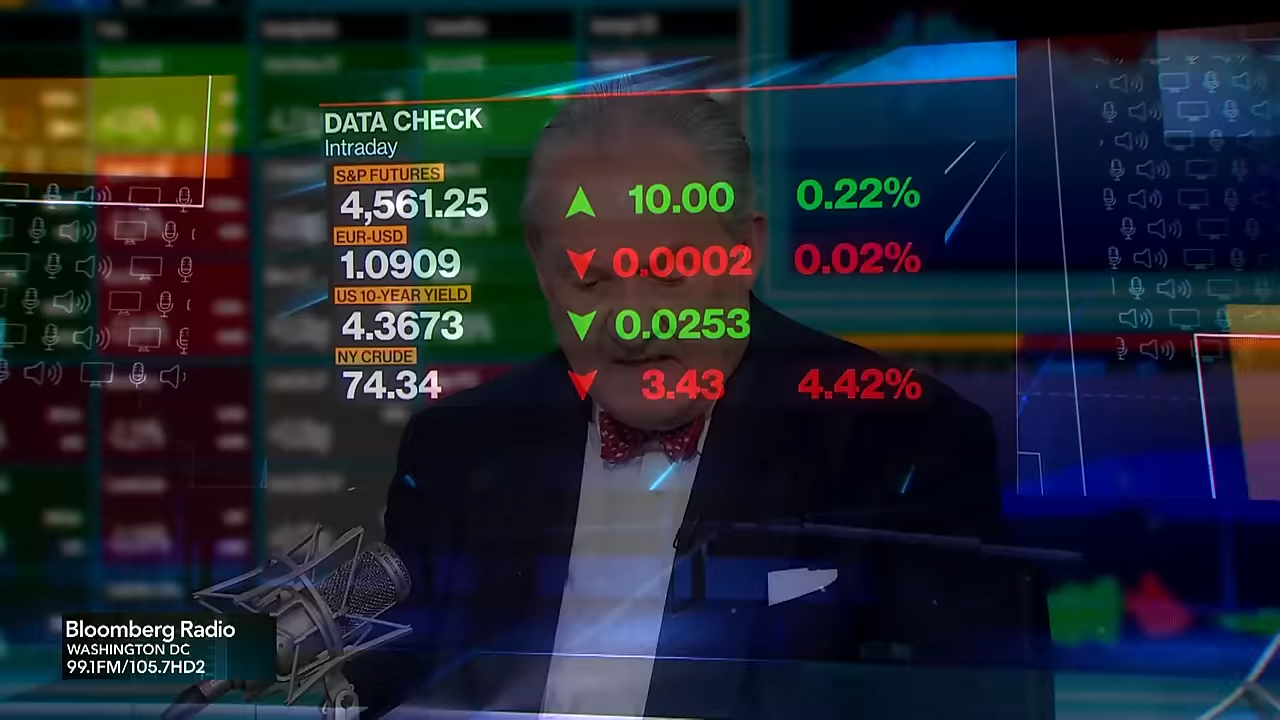 DATA CHECK
Intraday
S&P FUTURES
4,561.25 ▲ 10.00 0.22%
EUR-USD
1.0909 ▼ 0.0002 0.02%
US 10-YEAR YIELD
4.3673 ▼ 0.0253
NY CRUDE
74.34 ▼ 3.43 4.42%
Bloomberg Radio
WASHINGTON DC
99.1FM/105.7HD2